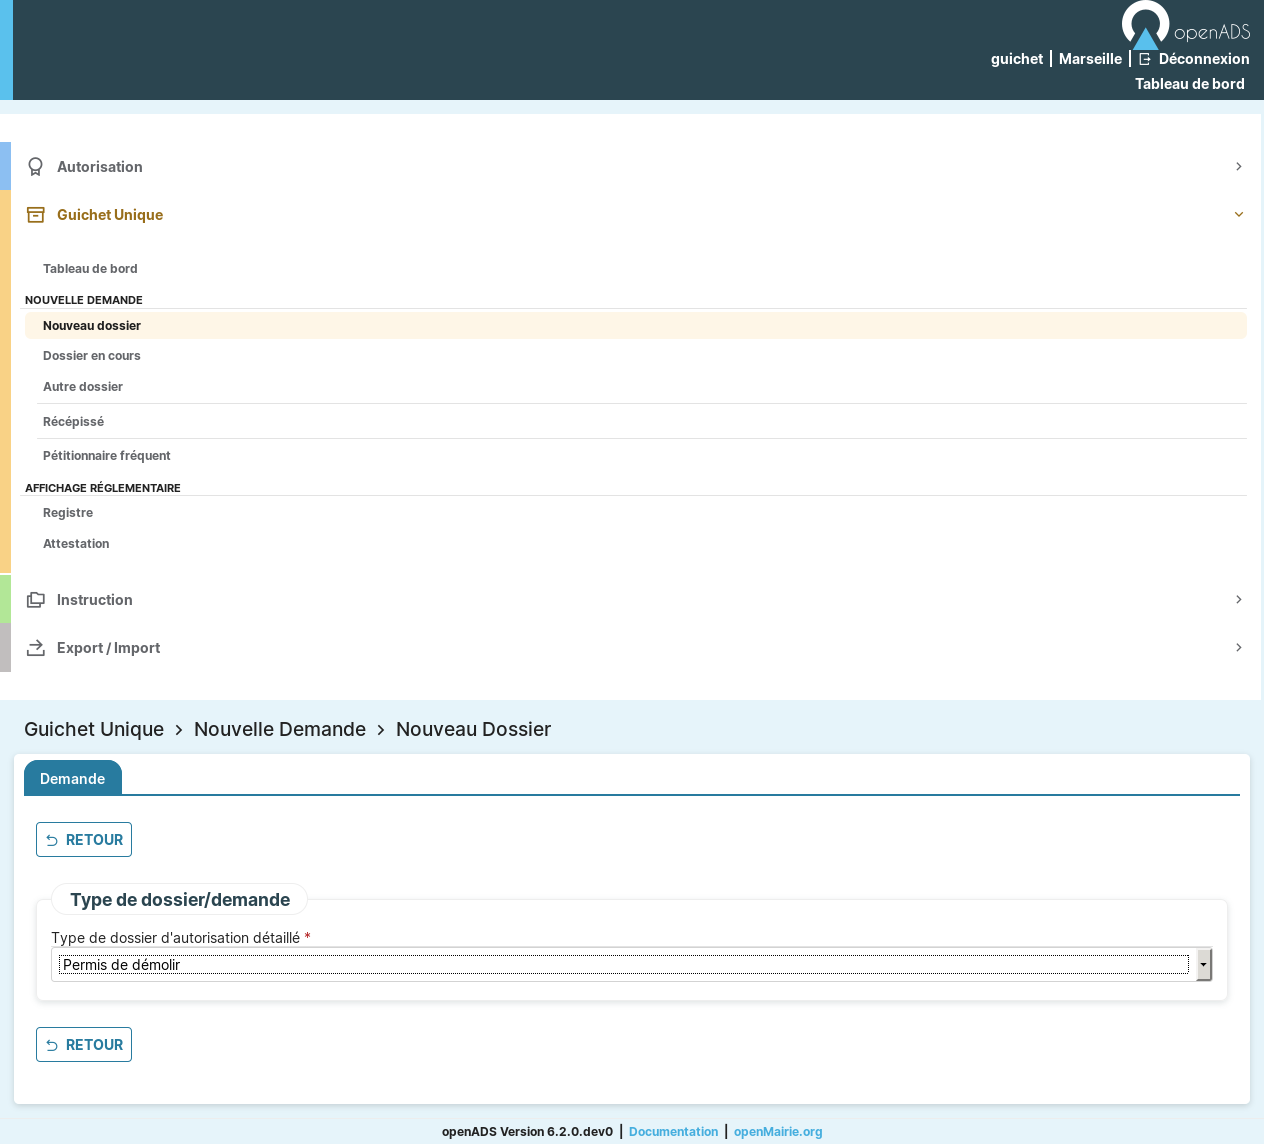 openADS
guichet | Marseille | Déconnexion
Tableau de bord
Autorisation
Guichet Unique
Tableau de bord
NOUVELLE DEMANDE
Nouveau dossier
Dossier en cours
Autre dossier
Récépissé
Pétitionnaire fréquent
AFFICHAGE RÉGLEMENTAIRE
Registre
Attestation
Instruction
Export / Import
Guichet Unique > Nouvelle Demande > Nouveau Dossier
Demande
RETOUR
Type de dossier/demande
Type de dossier d'autorisation détaillé *
Permis de démolir
RETOUR
openADS Version 6.2.0.dev0 | Documentation | openMairie.org